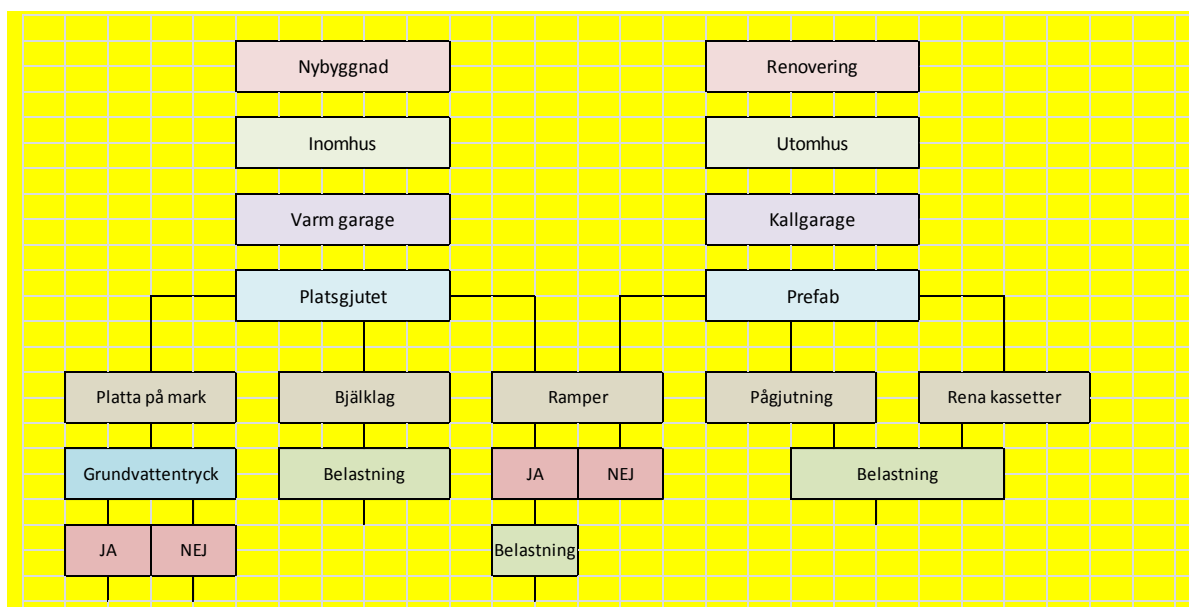 Nybyggnad
Renovering
Inomhus
Utomhus
Varm garage
Kallgarage
Platsgjutet
Prefab
Platta på mark
Bjälklag
Ramper
Pågjutning
Rena kassetter
Grundvattentryck
Belastning
JA
NEJ
Belastning
JA
NEJ
Belastning